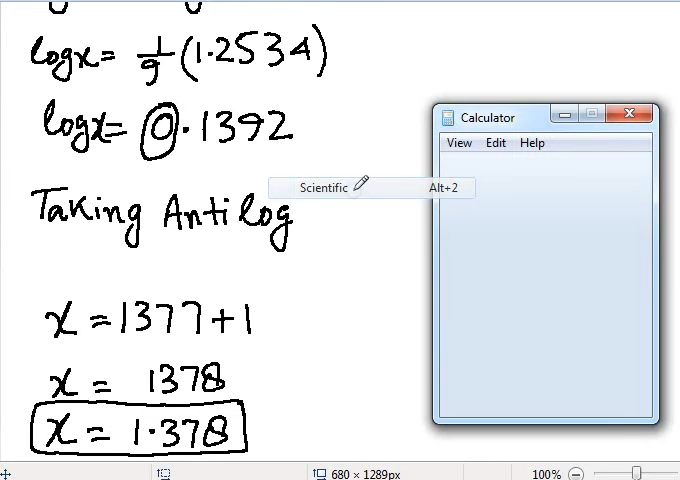 logx = 1/9 (1.2534)
logx = 0.1392
Calculator
View Edit Help
Scientific Alt+2
Taking Antilog
x = 1377+1
x = 1378
x = 1.378
680 × 1289px
100%